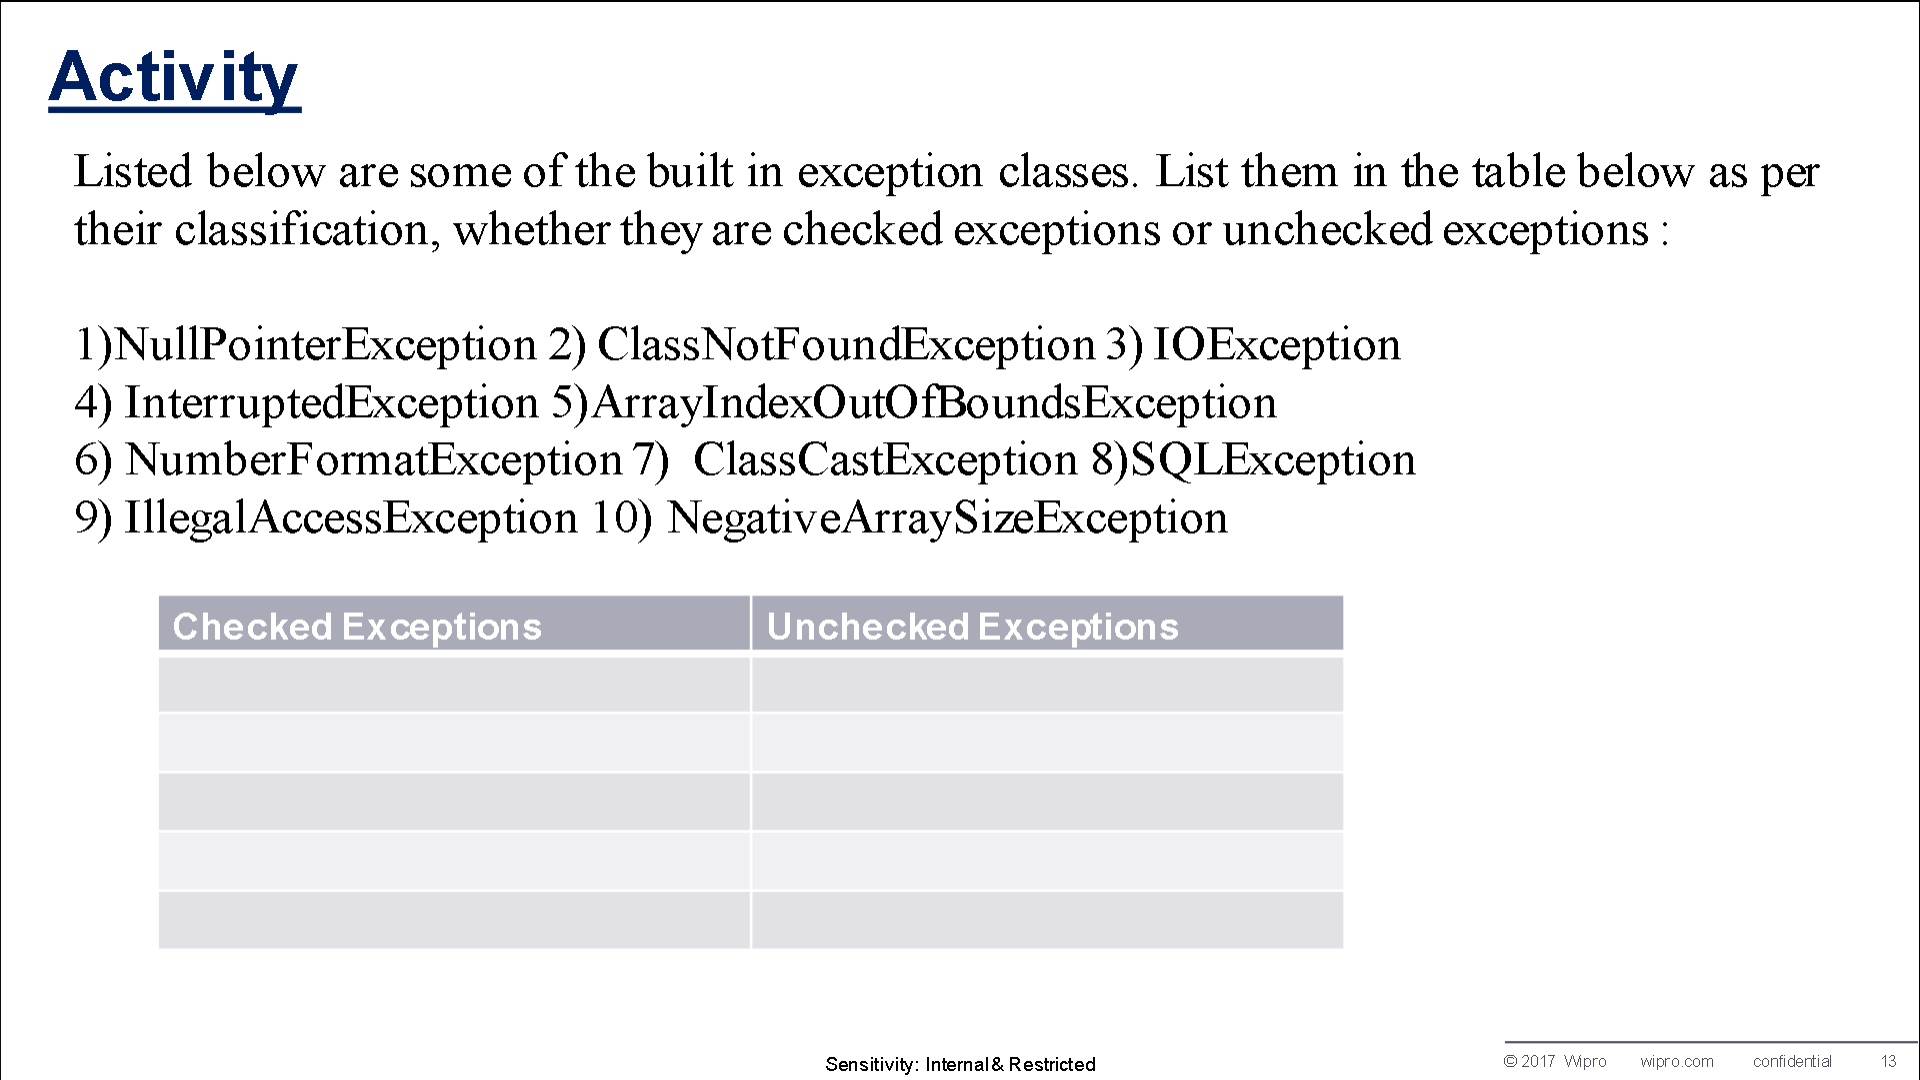 Activity
Listed below are some of the built in exception classes. List them in the table below as per
their classification, whether they are checked exceptions or unchecked exceptions :
1)NullPointerException 2) ClassNotFoundException 3) IOException
4) InterruptedException 5)ArrayIndexOutOfBoundsException
6) NumberFormatException 7) ClassCastException 8)SQLException
9) IllegalAccessException 10) NegativeArraySizeException
Checked Exceptions Unchecked Exceptions
Sensitivity: Internal & Restricted
© 2017 Wipro wipro.com confidential 13